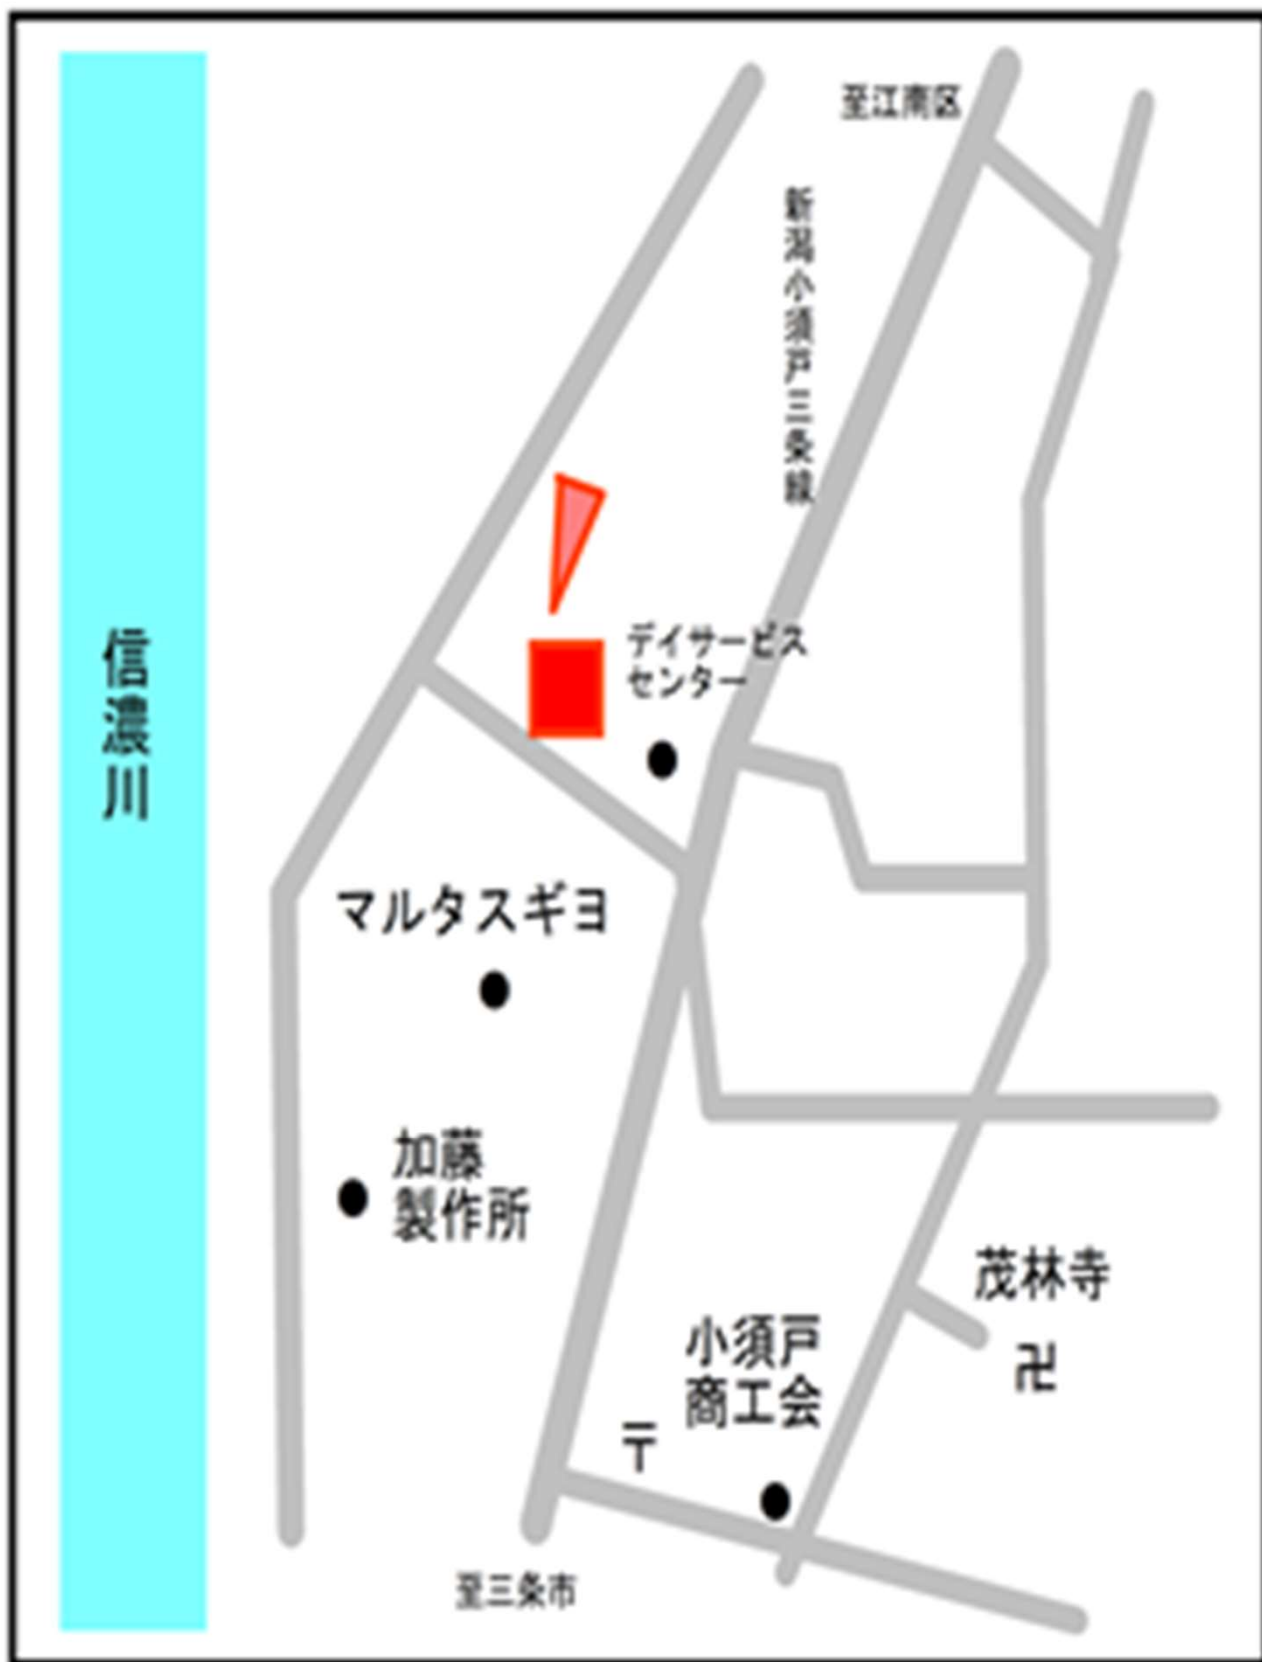 至江南区
新潟小須戸三条線
デイサービス
センター
信濃川
マルタスギヨ
加藤
製作所
茂林寺
卍
小須戸
商工会
〒
至三条市